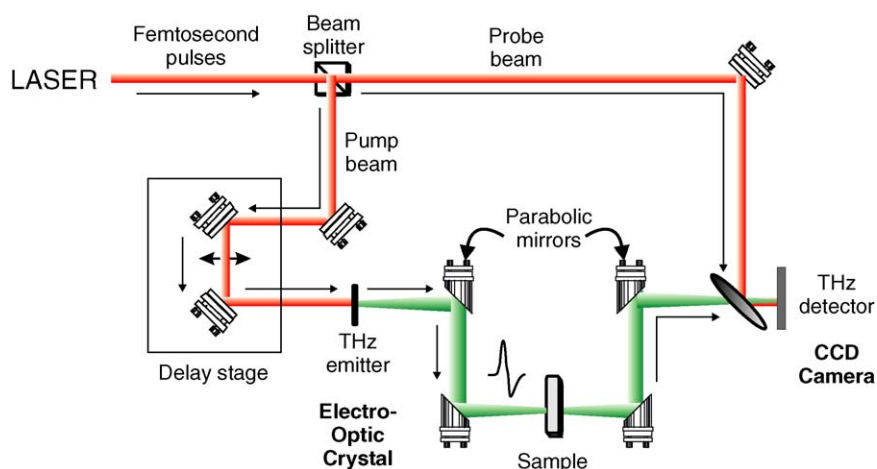 Femtosecond
pulses
Beam
splitter
Probe
beam
LASER
Pump
beam
Parabolic
mirrors
THz
detector
CCD
Camera
THz
emitter
Delay stage
Electro-
Optic
Crystal
Sample